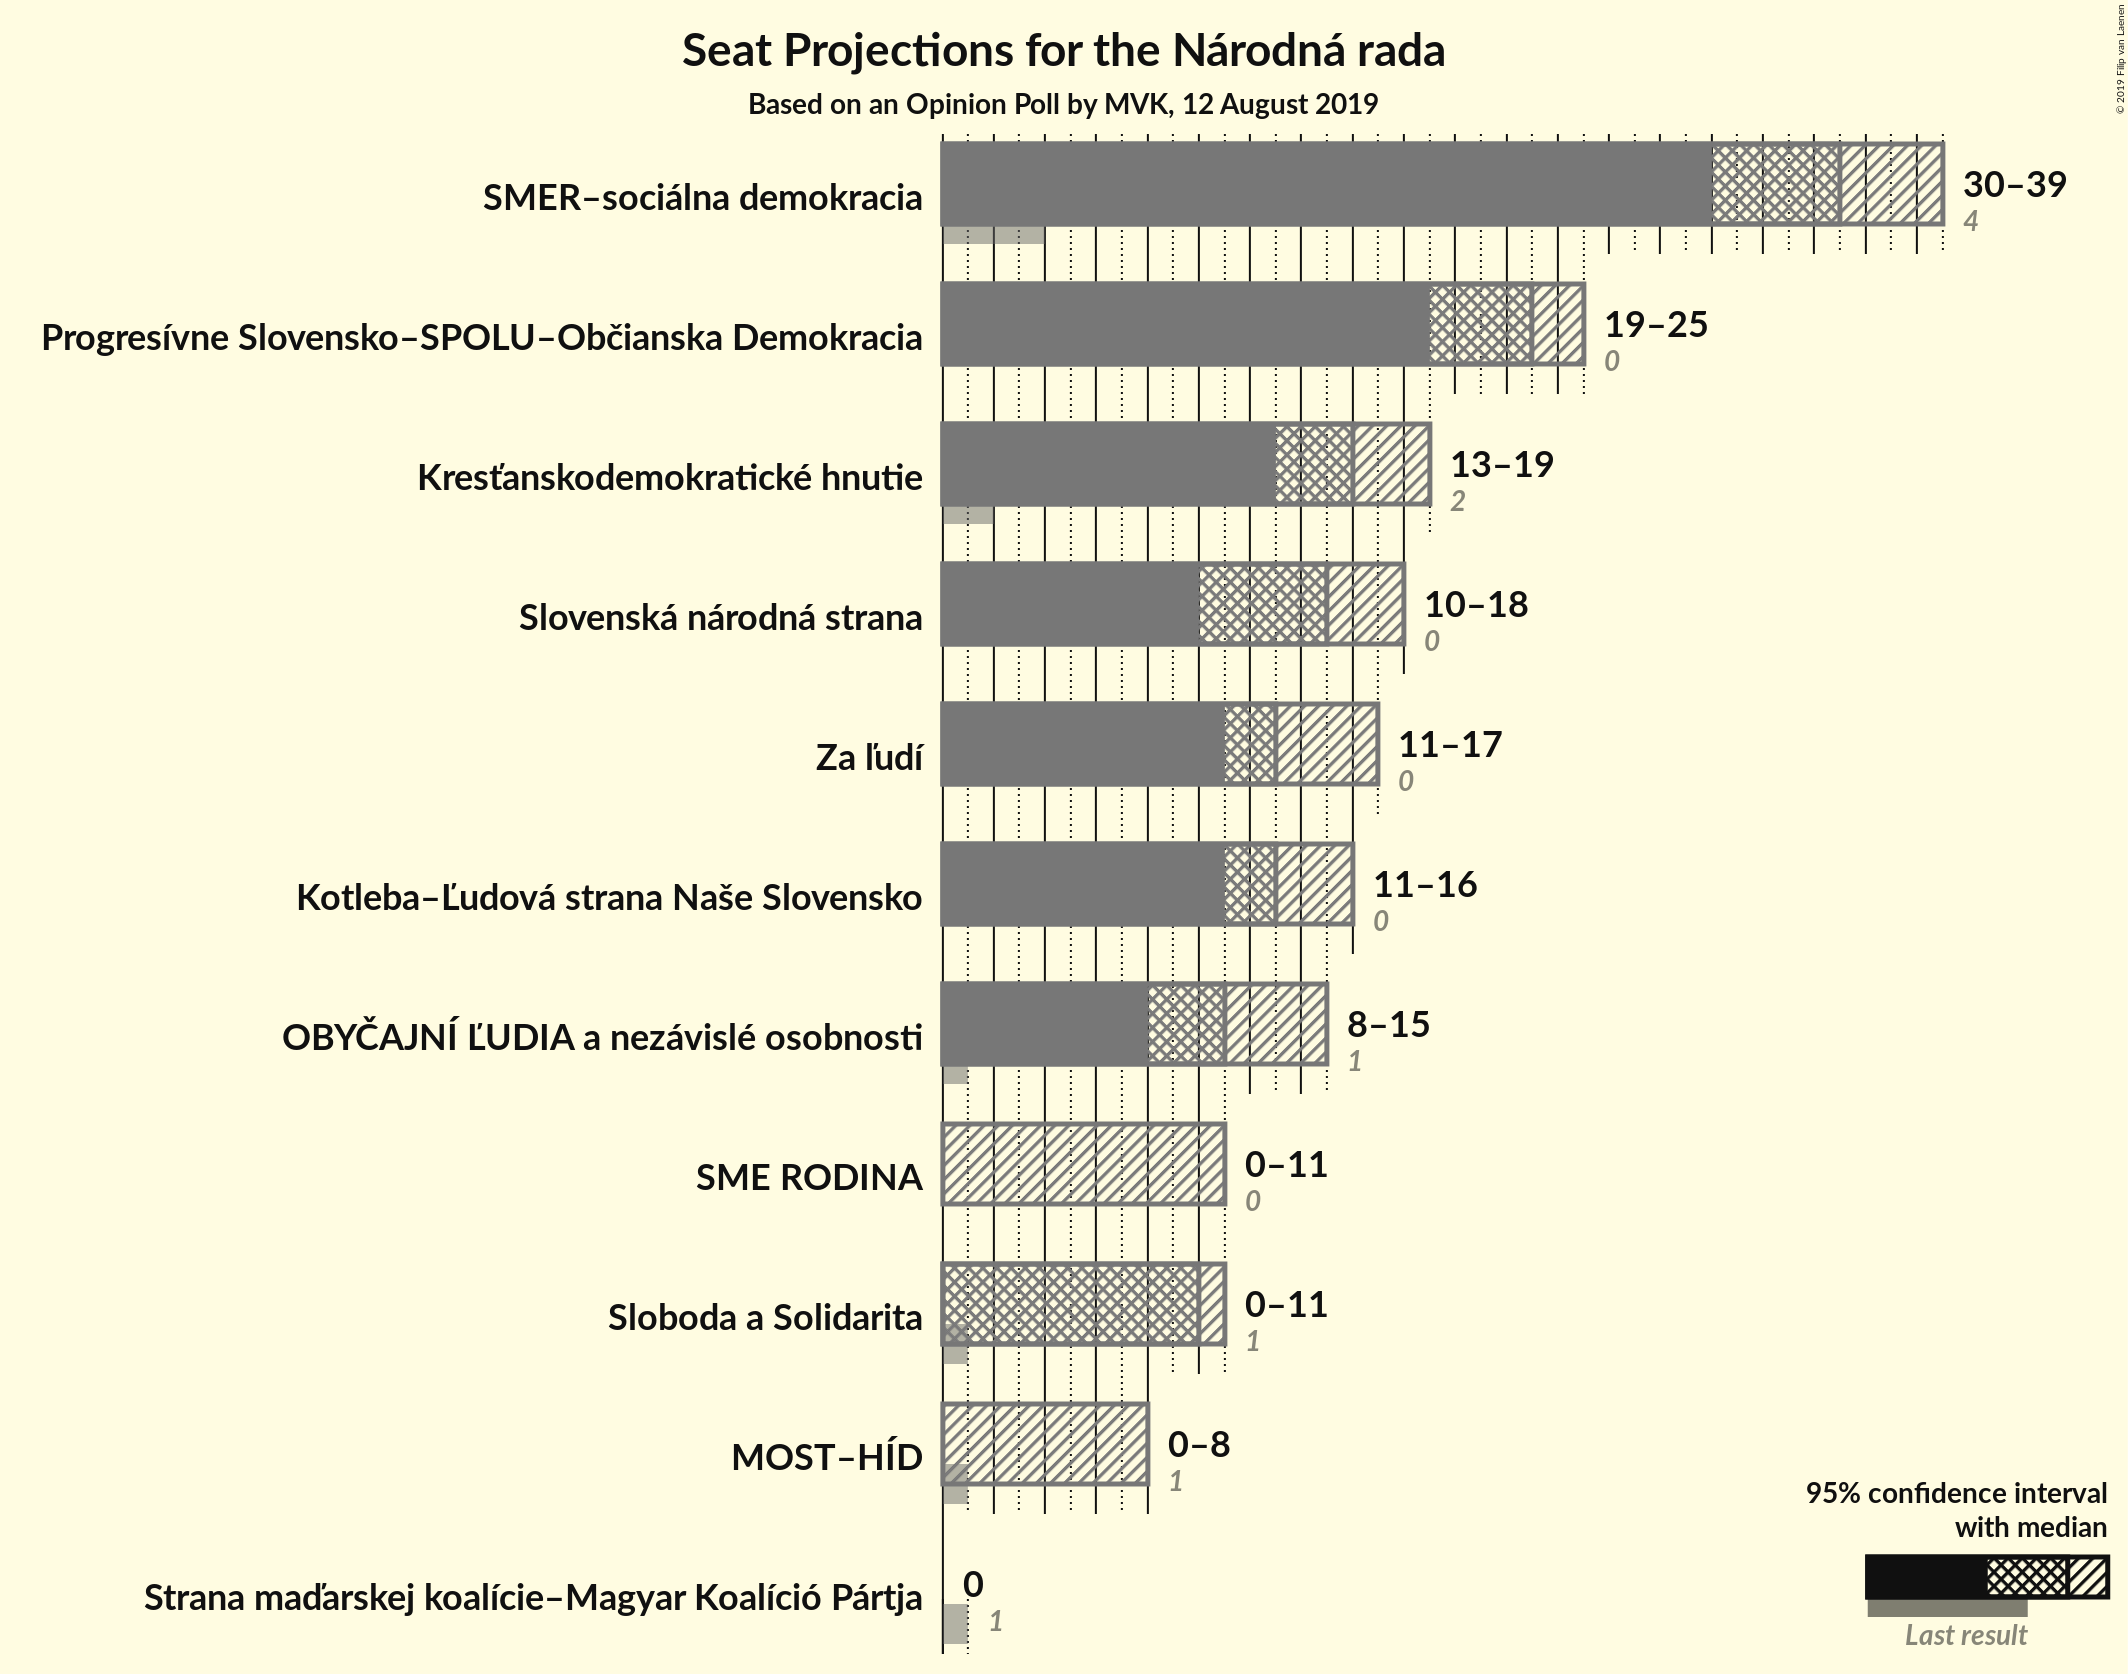 Seat Projections for the Národná rada
Based on an Opinion Poll by MVK, 12 August 2019
© 2019 Filip van Laenen
SMER–sociálna demokracia
30–39
4
Progresívne Slovensko–SPOLU–Občianska Demokracia
19–25
0
Kresťanskodemokratické hnutie
13–19
2
Slovenská národná strana
10–18
0
Za ľudí
11–17
0
Kotleba–Ľudová strana Naše Slovensko
11–16
0
OBYČAJNÍ ĽUDIA a nezávislé osobnosti
8–15
1
SME RODINA
0–11
0
Sloboda a Solidarita
0–11
1
MOST–HÍD
0–8
1
Strana maďarskej koalície–Magyar Koalíció Pártja
0
1
95% confidence interval
with median
Last result